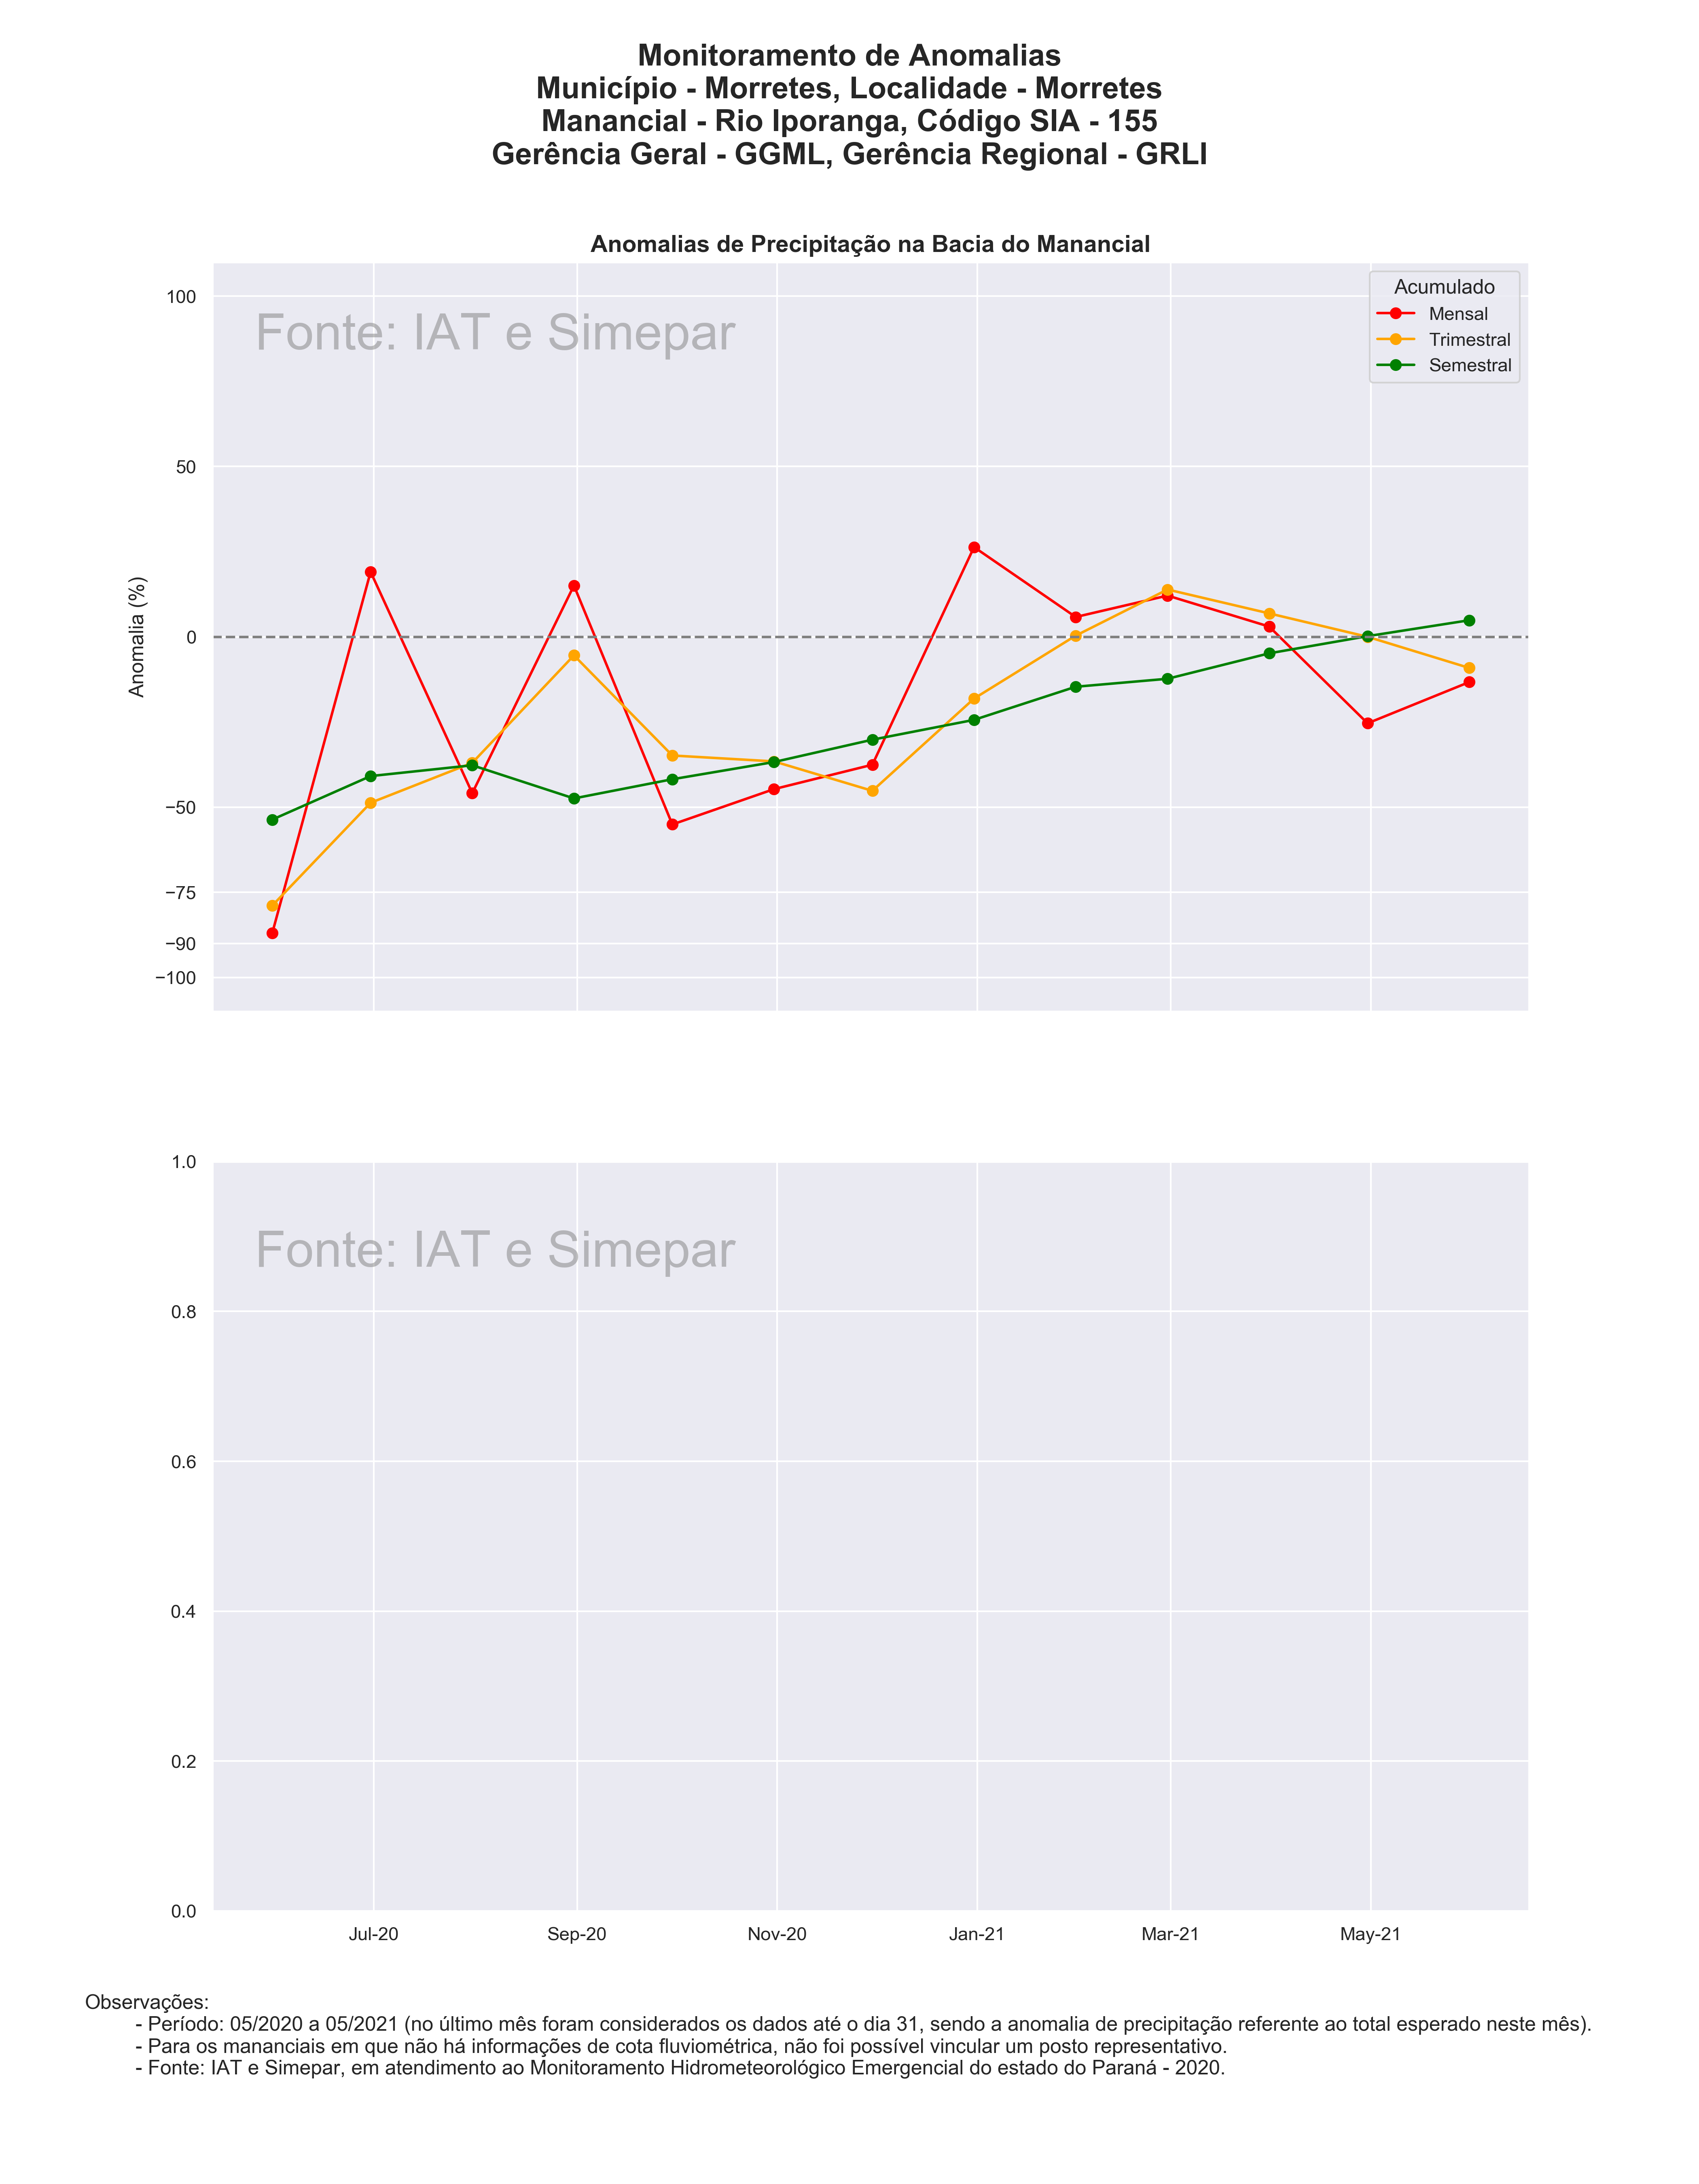 Monitoramento de Anomalias
Município - Morretes, Localidade - Morretes
Manancial - Rio Iporanga, Código SIA - 155
Gerência Geral - GGML, Gerência Regional - GRLI
Anomalias de Precipitação na Bacia do Manancial
Fonte: IAT e Simepar
Acumulado
Mensal
Trimestral
Semestral
Anomalia (%)
100
50
0
−50
−75
−90
−100
Fonte: IAT e Simepar
1.0
0.8
0.6
0.4
0.2
0.0
Jul-20 Sep-20 Nov-20 Jan-21 Mar-21 May-21
Observações:
- Período: 05/2020 a 05/2021 (no último mês foram considerados os dados até o dia 31, sendo a anomalia de precipitação referente ao total esperado neste mês).
- Para os mananciais em que não há informações de cota fluviométrica, não foi possível vincular um posto representativo.
- Fonte: IAT e Simepar, em atendimento ao Monitoramento Hidrometeorológico Emergencial do estado do Paraná - 2020.